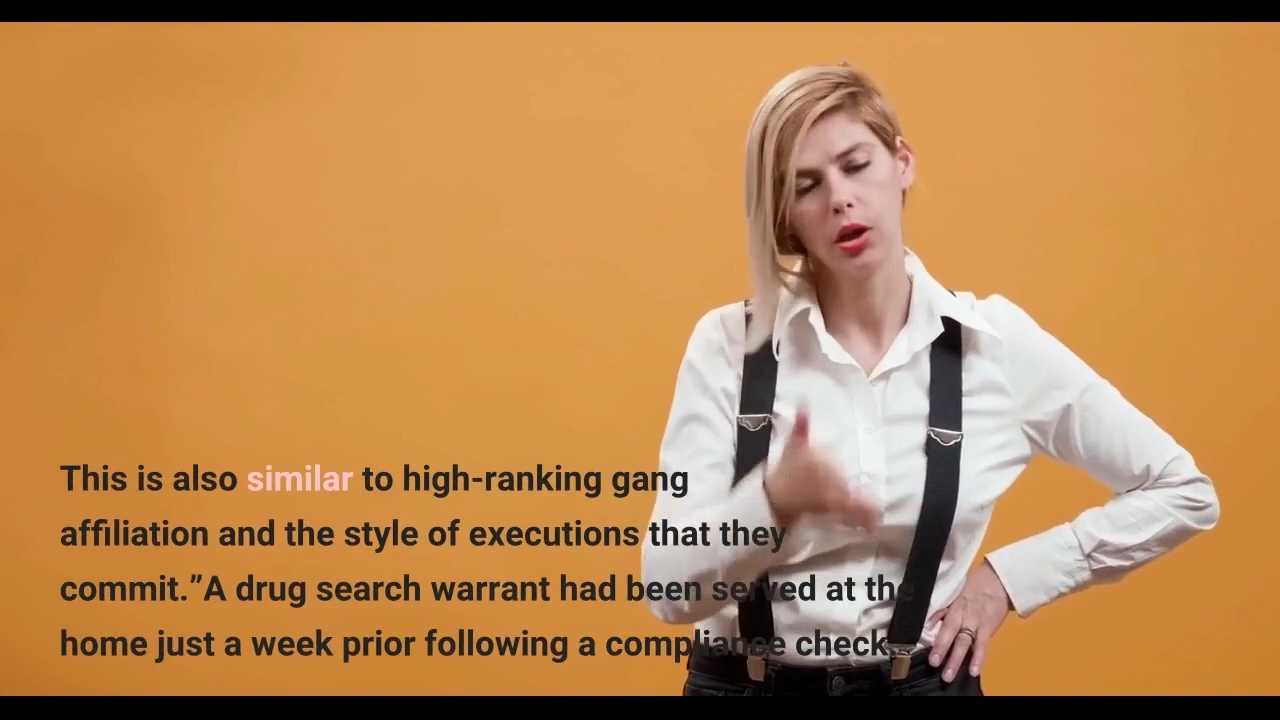 This is also similar to high-ranking gang
affiliation and the style of executions that they
commit.”A drug search warrant had been served at the
home just a week prior following a compliance check.